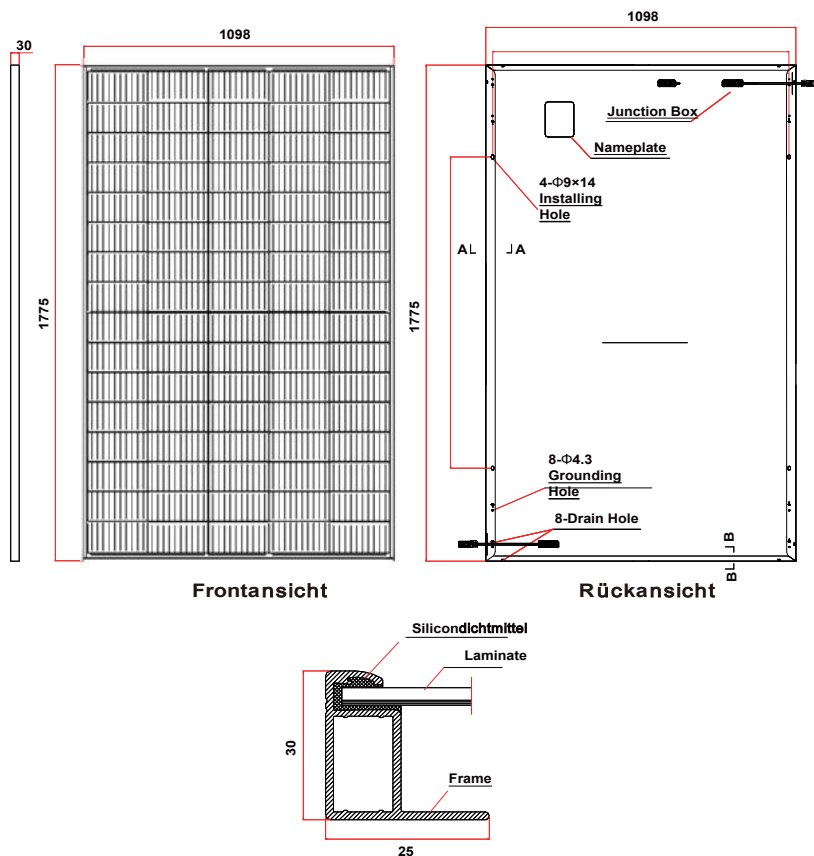 1098
30
1775
Frontansicht
1098
Junction Box
Nameplate
4-Φ9×14
Installing
Hole
A
A
1775
8-Φ4.3
Grounding
Hole
8-Drain Hole
B
B
Rückansicht
Silicondichtmittel
Laminate
30
Frame
25